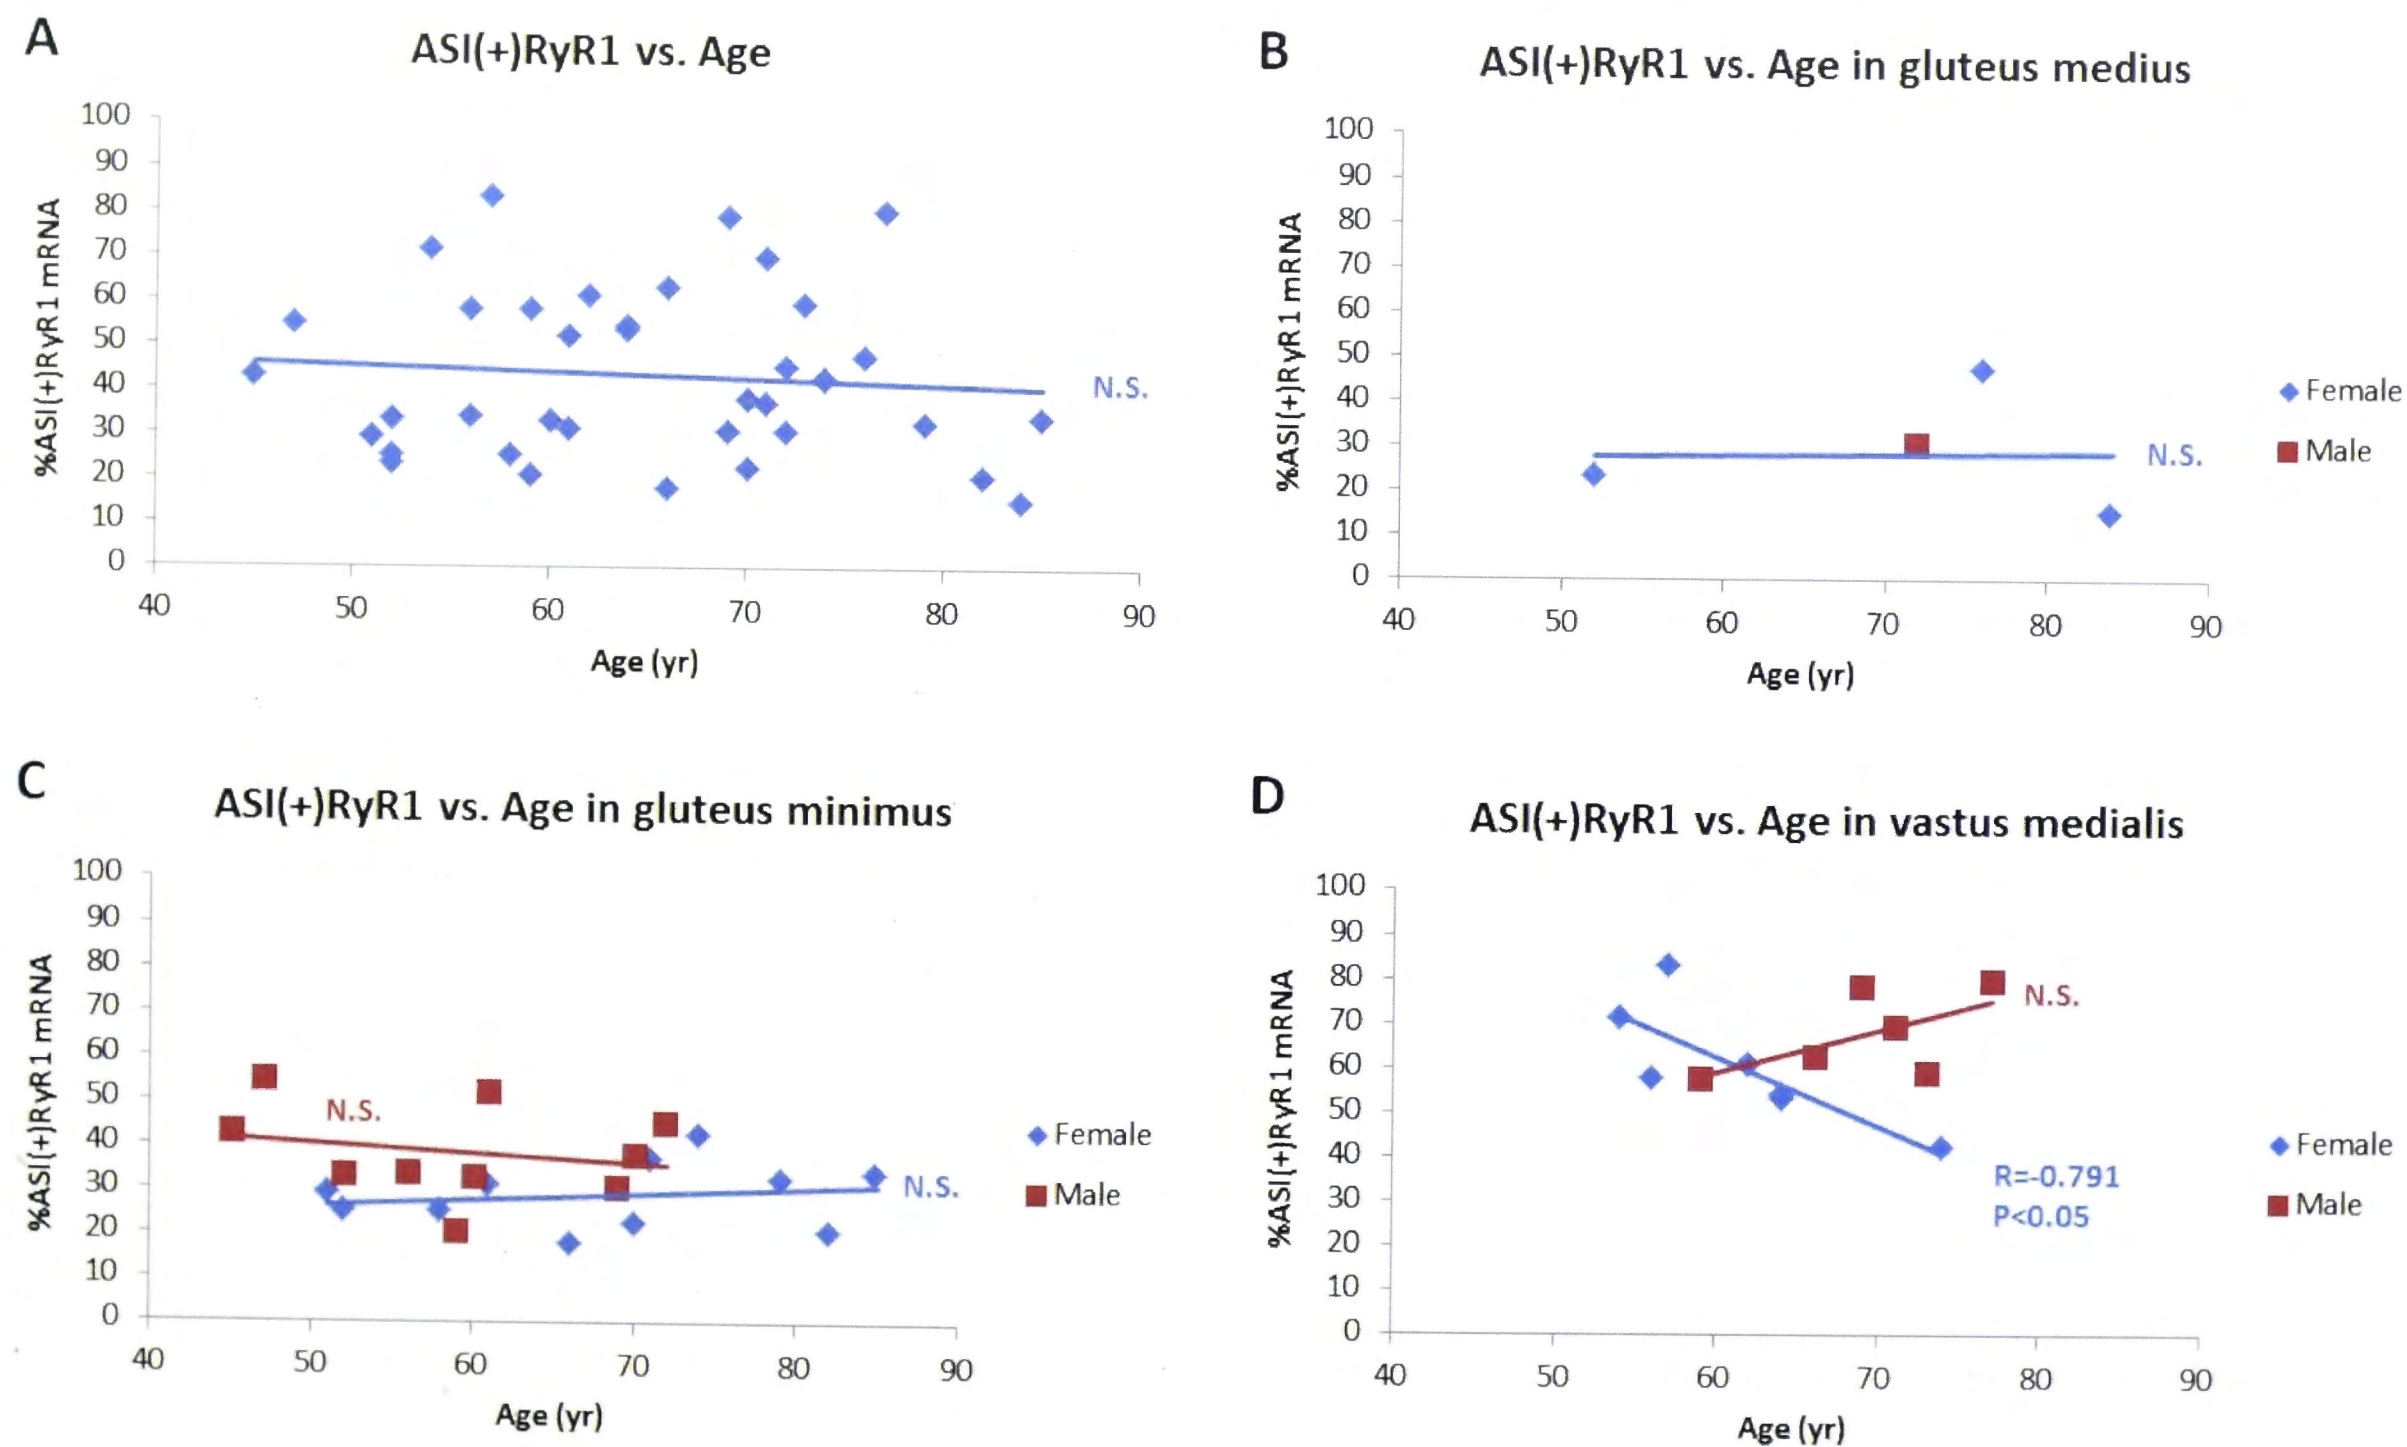 A
ASI(+)RyR1 vs. Age
%ASI(+)RyR1 mRNA
100
90
80
70
60
50
40
30
20
10
0
N.S.
40 50 60 70 80 90
Age (yr)
B
ASI(+)RyR1 vs. Age in gluteus medius
%ASI(+)RyR1 mRNA
100
90
80
70
60
50
40
30
20
10
0
N.S.
Female
Male
40 50 60 70 80 90
Age (yr)
C
ASI(+)RyR1 vs. Age in gluteus minimus
%ASI(+)RyR1 mRNA
100
90
80
70
60
50
40
30
20
10
0
N.S.
N.S.
Female
Male
40 50 60 70 80 90
Age (yr)
D
ASI(+)RyR1 vs. Age in vastus medialis
%ASI(+)RyR1 mRNA
100
90
80
70
60
50
40
30
20
10
0
N.S.
R=-0.791
P<0.05
Female
Male
40 50 60 70 80 90
Age (yr)